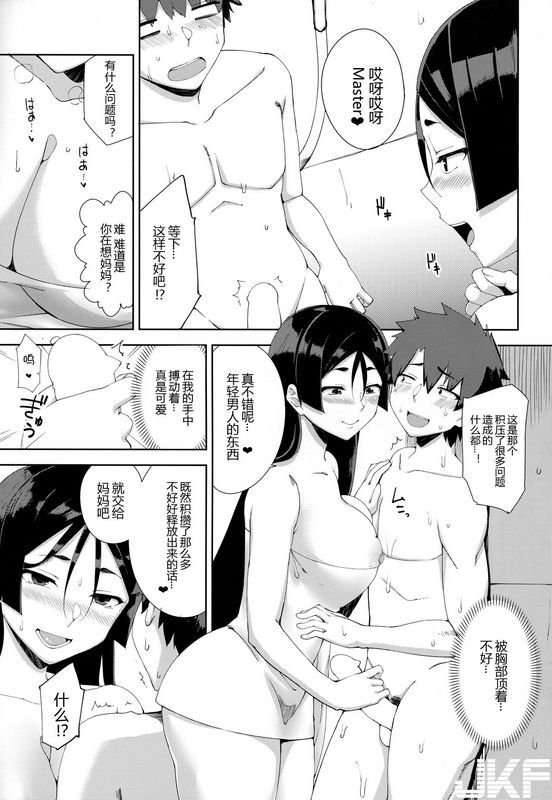 哎呀哎呀
Master♥
等下…
这样不好吧!?
有什么问题
吗?
はぁ…
はぁ…
难 难道是
你在想妈妈?
这是那个
积压了很多问题
造成的
什么都…!
真不错呢…
年轻男人的东西
♥
被胸部顶着…
不好…
在我的手中
搏动着…
真是可爱
呜
♥
既然积攒了那么多
不好好释放出来的话…
♥
就交给
妈妈吧
什么!?
JKF